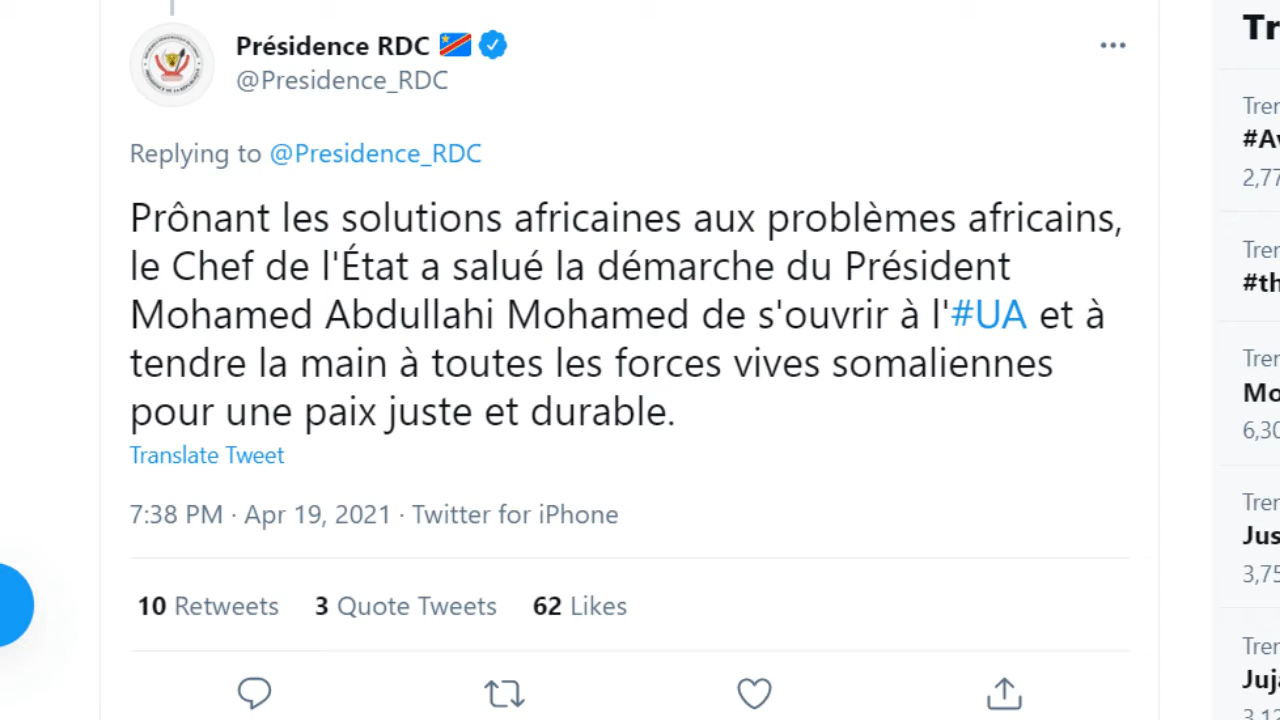 Présidence RDC
@Presidence_RDC
Replying to @Presidence_RDC
Prônant les solutions africaines aux problèmes africains,
le Chef de l'État a salué la démarche du Président
Mohamed Abdullahi Mohamed de s'ouvrir à l'#UA et à
tendre la main à toutes les forces vives somaliennes
pour une paix juste et durable.
Translate Tweet
7:38 PM · Apr 19, 2021 · Twitter for iPhone
10 Retweets 3 Quote Tweets 62 Likes